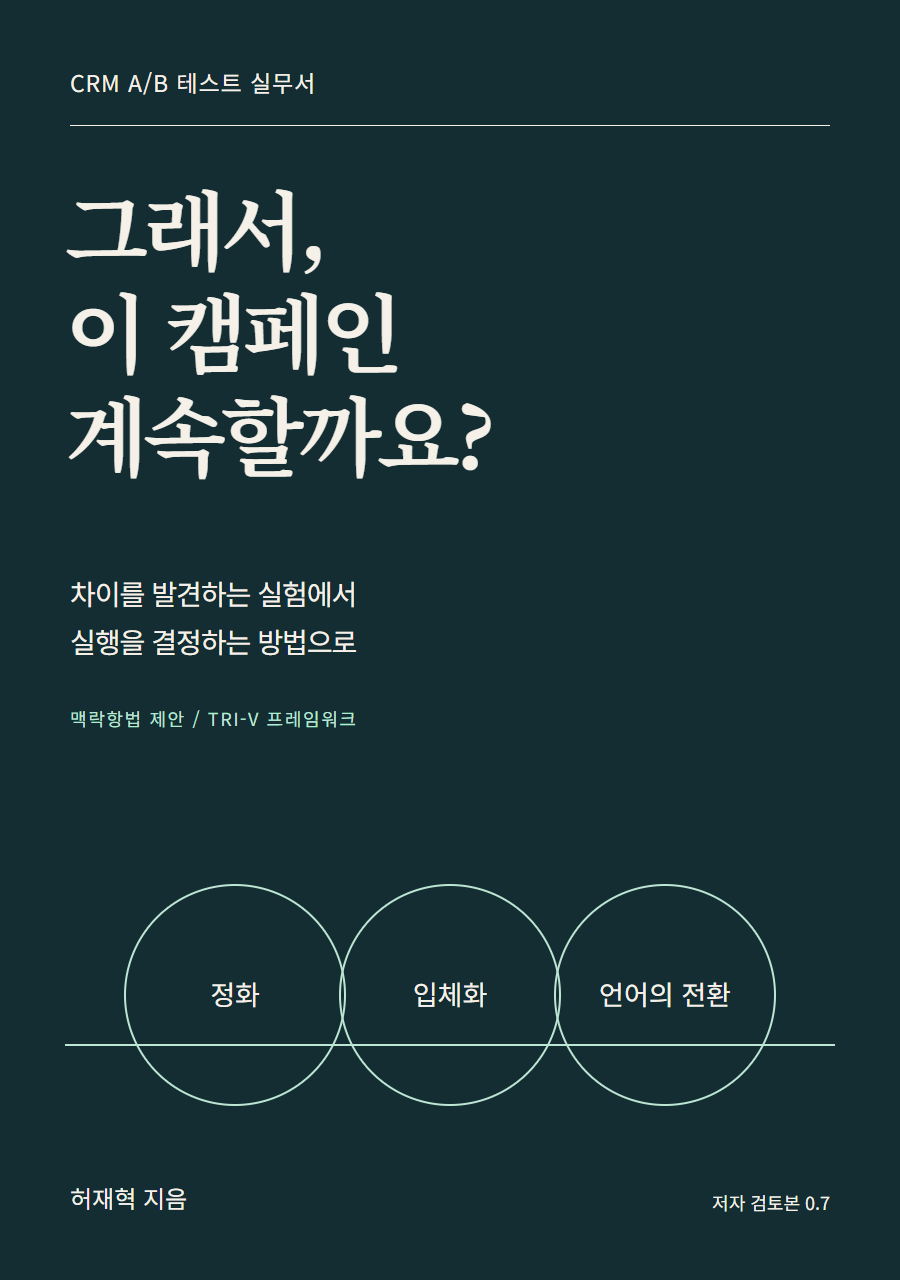 CRM A/B 테스트 실무서
그래서,
이 캠페인
계속할까요?
차이를 발견하는 실험에서
실행을 결정하는 방법으로
맥락항법 제안 / TRI-V 프레임워크
정화
입체화
언어의 전환
허재혁 지음
저자 검토본 0.7